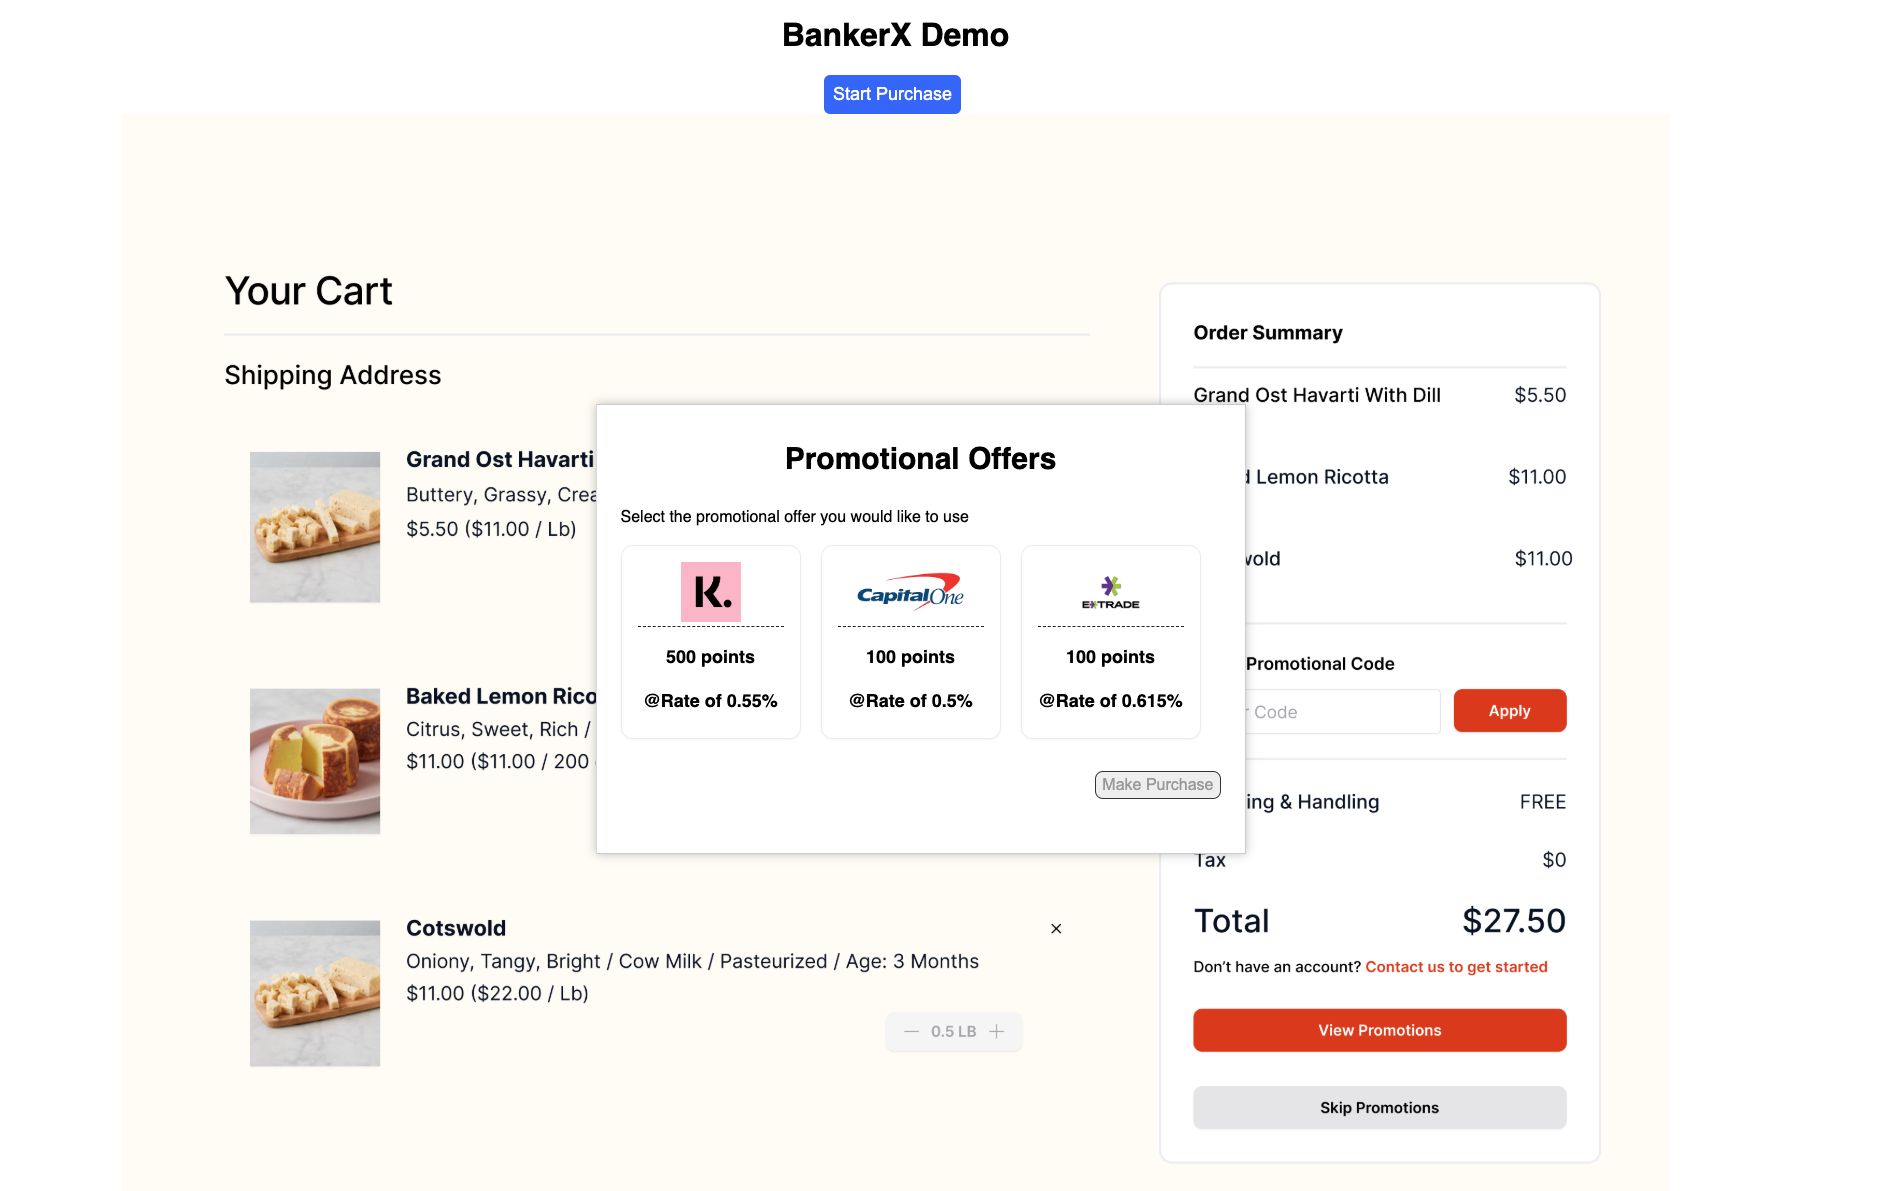 BankerX Demo
Start Purchase
Your Cart
Shipping Address
Grand Ost Havarti
Buttery, Grassy, Crea
$5.50 ($11.00 / Lb)
Baked Lemon Rico
Citrus, Sweet, Rich /
$11.00 ($11.00 / 200
Cotswold
×
Oniony, Tangy, Bright / Cow Milk / Pasteurized / Age: 3 Months
$11.00 ($22.00 / Lb)
— 0.5 LB +
Promotional Offers
Select the promotional offer you would like to use
K.
500 points
@Rate of 0.55%
Capital One
100 points
@Rate of 0.5%
E*TRADE
100 points
@Rate of 0.615%
Make Purchase
Order Summary
Grand Ost Havarti With Dill $5.50
d Lemon Ricotta $11.00
wold $11.00
Promotional Code
r Code
Apply
ing & Handling FREE
Tax $0
Total $27.50
Don’t have an account? Contact us to get started
View Promotions
Skip Promotions